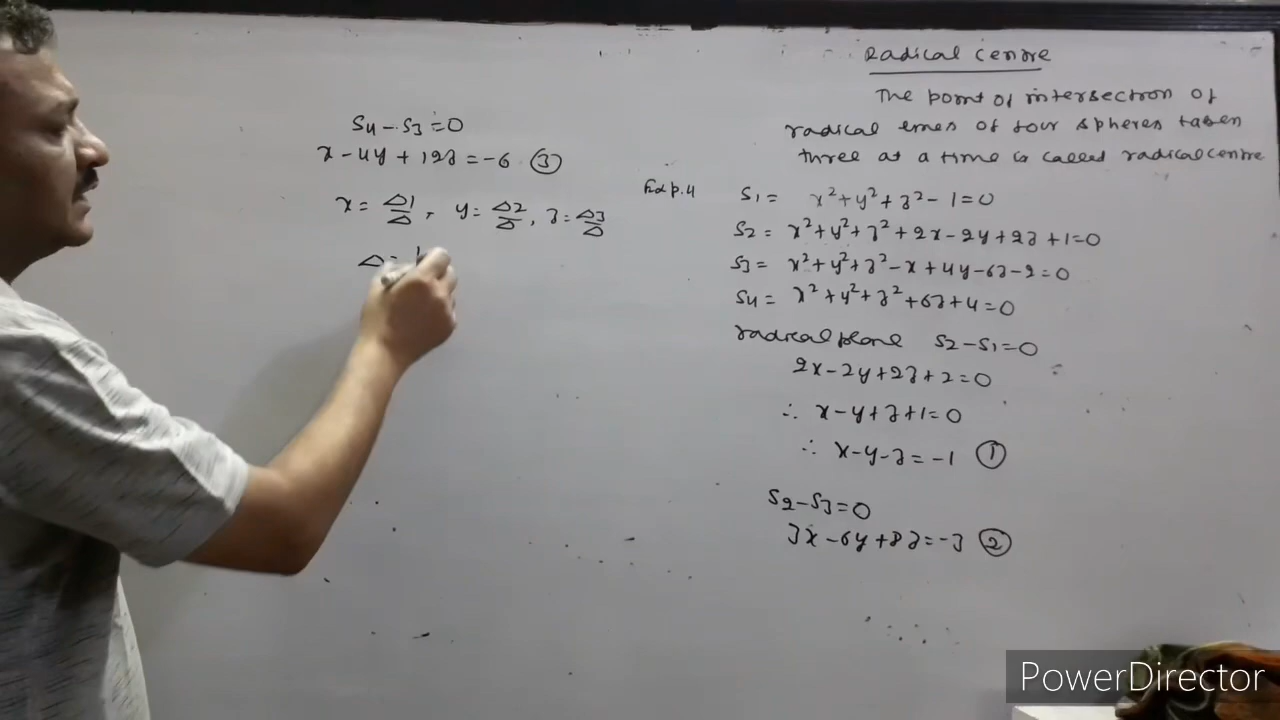 Radical centre
The point of intersection of
radical lines of four spheres taken
three at a time is called radical centre
S1 = x²+y²+z²-1=0
S2 = x²+y²+z²+2x-2y+2z+1=0
S3 = x²+y²+z²-x+4y-6z-2=0
S4 = x²+y²+z²+6z+4=0
radical plane S2-S1=0
2x-2y+2z+2=0
∴ x-y+z+1=0
∴ x-y-z=-1 ①
S2-S3=0
3x-6y+8z=-3 ②
S4-S3=0
x-4y+12z=-6 ③
x=Δ1/Δ, y=Δ2/Δ, z=Δ3/Δ
Δ=
PowerDirector